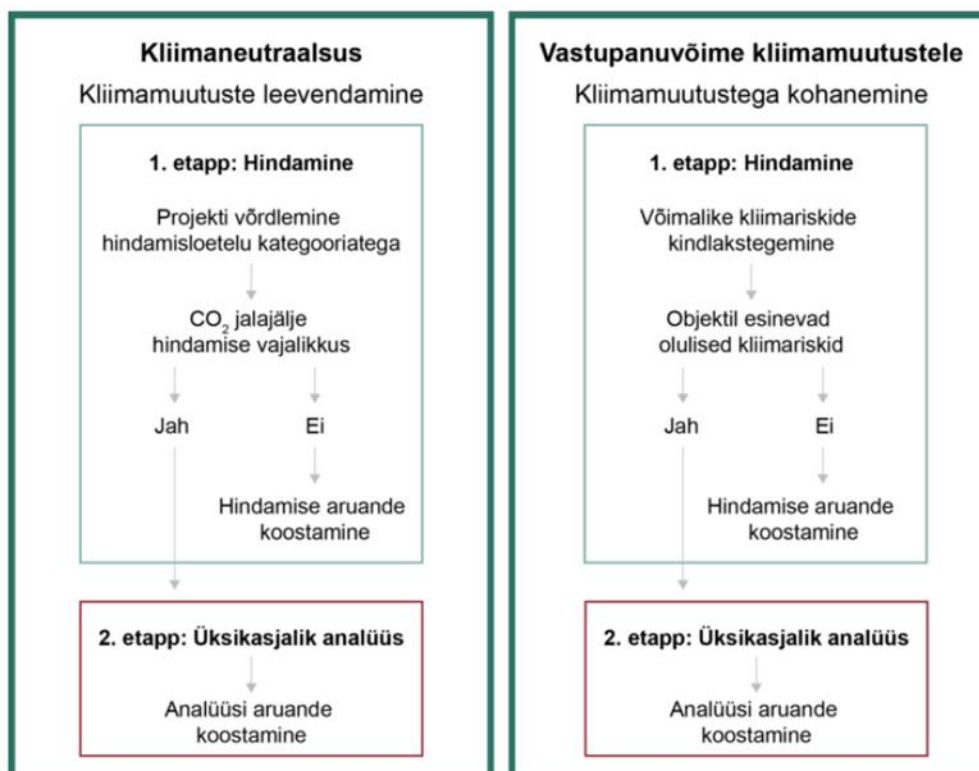 Kliimaneutraalsus
Kliimamuutuste leevendamine
1. etapp: Hindamine
Projekti võrdlemine
hindamisloetelu kategooriatega
CO₂ jalajälje
hindamise vajalikkus
Jah
Ei
Hindamise aruande
koostamine
2. etapp: Üksikasjalik analüüs
Analüüsi aruande
koostamine
Vastupanuvõime kliimamuutustele
Kliimamuutustega kohanemine
1. etapp: Hindamine
Võimalike kliimariskide
kindlakstegemine
Objektil esinevad
olulised kliimariskid
Jah
Ei
Hindamise aruande
koostamine
2. etapp: Üksikasjalik analüüs
Analüüsi aruande
koostamine